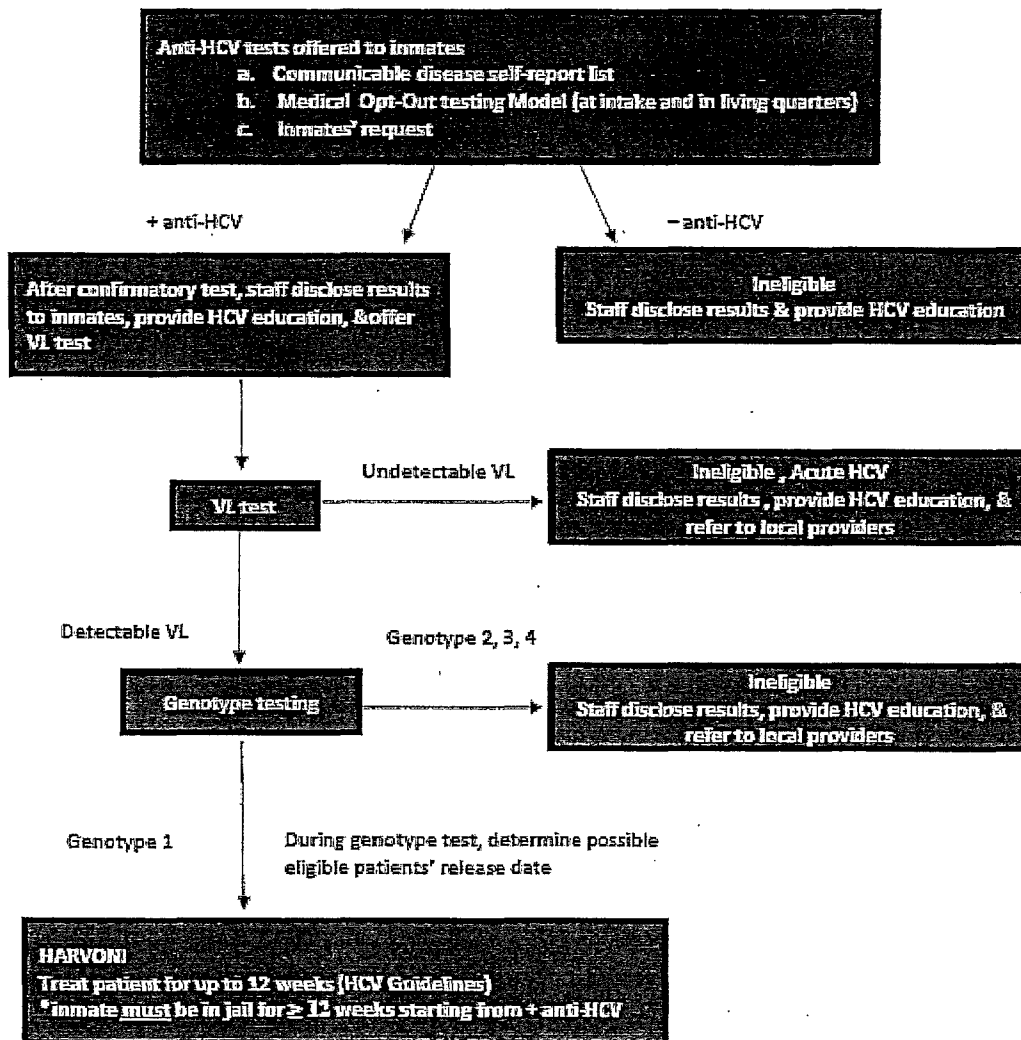 Anti-HCV tests offered to inmates
a. Communicable disease self-report list
b. Medical Opt-Out testing Model (at intake and in living quarters)
c. Inmates' request
+ anti-HCV
– anti-HCV
After confirmatory test, staff disclose results
to inmates, provide HCV education, &offer
VL test
Ineligible
Staff disclose results & provide HCV education
Undetectable VL
VL test
Ineligible , Acute HCV
Staff disclose results , provide HCV education, &
refer to local providers
Detectable VL
Genotype 2, 3, 4
Genotype testing
Ineligible
Staff disclose results, provide HCV education, &
refer to local providers
Genotype 1
During genotype test, determine possible
eligible patients' release date
HARVONI
Treat patient for up to 12 weeks (HCV Guidelines)
*inmate must be in jail for ≥ 12 weeks starting from + anti-HCV